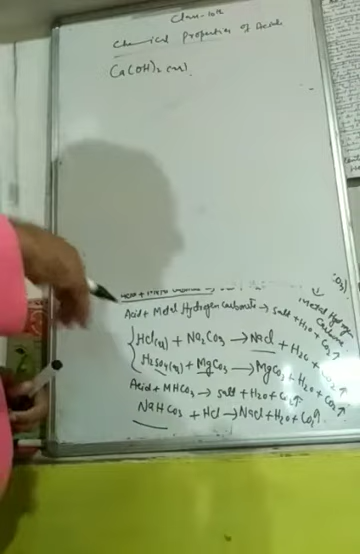 Class-10th
Chemical properties of Acids
Ca(OH)2 (aq)
Acid + Metal Hydrogen Carbonate → Salt + H2O + CO2↑
HCl(aq) + Na2CO3 → NaCl + H2O + CO2↑
H2SO4(aq) + MgCO3 → MgCO3 + H2O + CO2↑
Acid + MHCO3 → Salt + H2O + CO2↑
NaHCO3 + HCl → NaCl + H2O + CO2↑